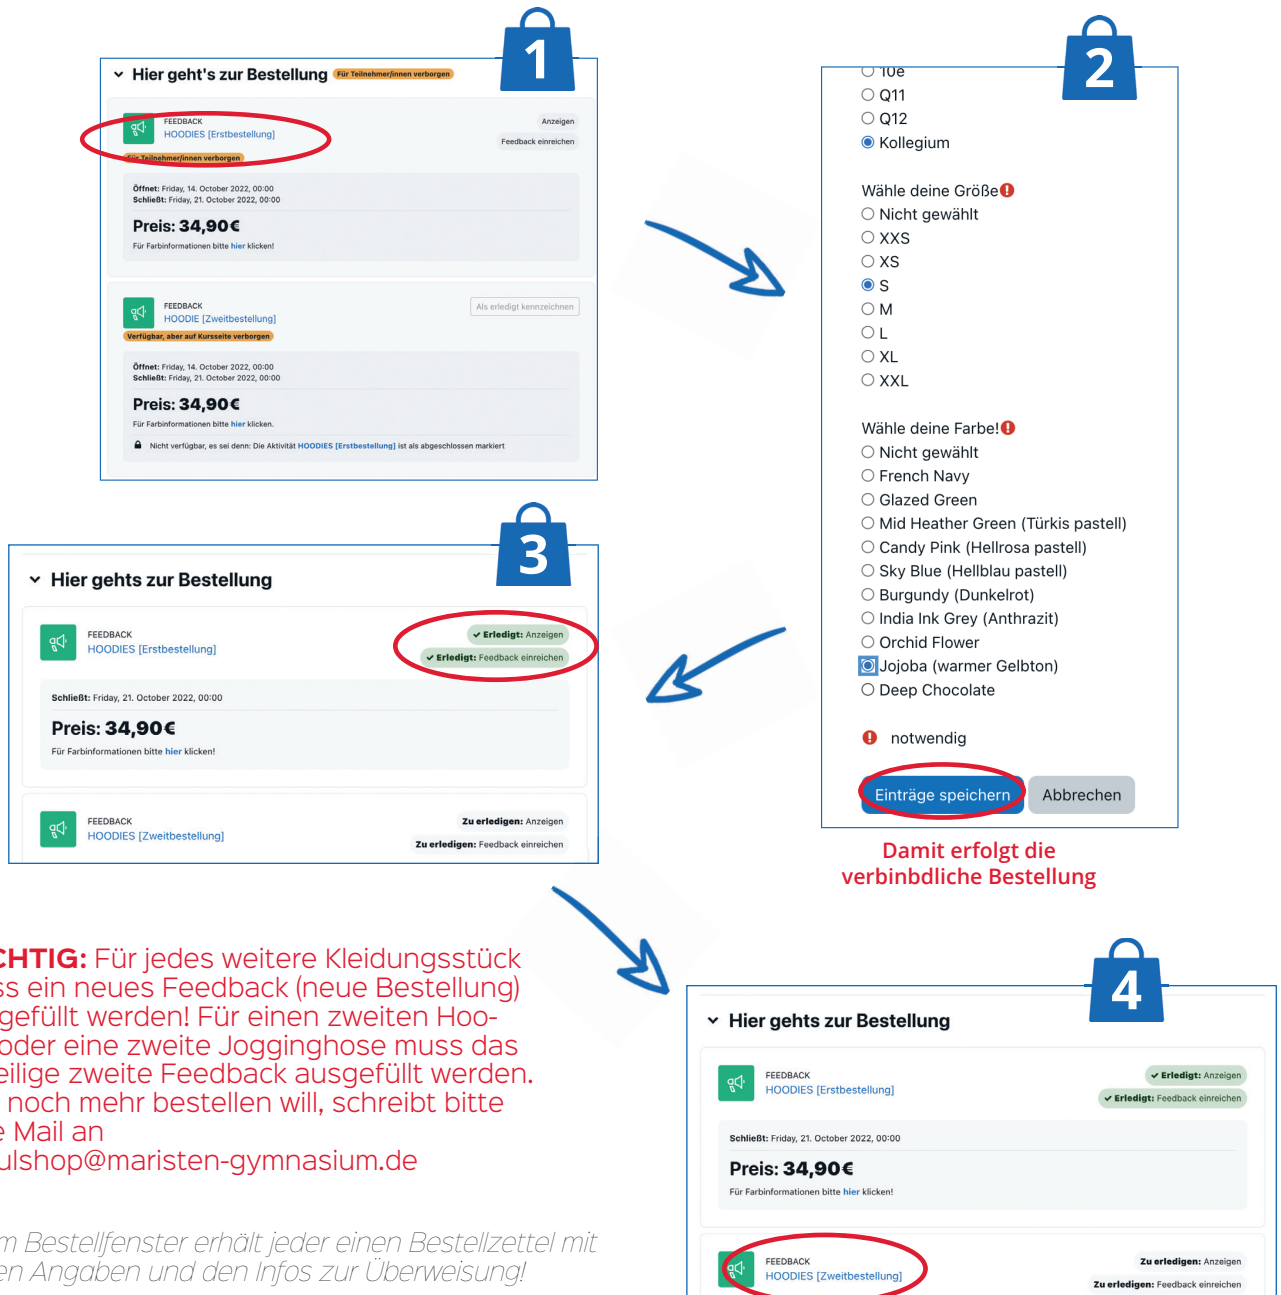 1
Hier geht's zur Bestellung Für Teilnehmer/innen verborgen
FEEDBACK
HOODIES [Erstbestellung]
Anzeigen
Feedback einreichen
Für Teilnehmer/innen verborgen
Öffnet: Friday, 14. October 2022, 00:00
Schließt: Friday, 21. October 2022, 00:00
Preis: 34,90€
Für Farbinformationen bitte hier klicken!
FEEDBACK
HOODIE [Zweitbestellung]
Als erledigt kennzeichnen
Verfügbar, aber auf Kursseite verborgen
Öffnet: Friday, 14. October 2022, 00:00
Schließt: Friday, 21. October 2022, 00:00
Preis: 34,90€
Für Farbinformationen bitte hier klicken.
Nicht verfügbar, es sei denn: Die Aktivität HOODIES [Erstbestellung] ist als abgeschlossen markiert
2
10e
Q11
Q12
Kollegium
Wähle deine Größe
Nicht gewählt
XXS
XS
S
M
L
XL
XXL
Wähle deine Farbe!
Nicht gewählt
French Navy
Glazed Green
Mid Heather Green (Türkis pastell)
Candy Pink (Hellrosa pastell)
Sky Blue (Hellblau pastell)
Burgundy (Dunkelrot)
India Ink Grey (Anthrazit)
Orchid Flower
Jojoba (warmer Gelbton)
Deep Chocolate
notwendig
Einträge speichern Abbrechen
Damit erfolgt die
verbinbdliche Bestellung
3
Hier gehts zur Bestellung
FEEDBACK
HOODIES [Erstbestellung]
Erledigt: Anzeigen
Erledigt: Feedback einreichen
Schließt: Friday, 21. October 2022, 00:00
Preis: 34,90€
Für Farbinformationen bitte hier klicken!
FEEDBACK
HOODIES [Zweitbestellung]
Zu erledigen: Anzeigen
Zu erledigen: Feedback einreichen
CHTIG: Für jedes weitere Kleidungsstück
ss ein neues Feedback (neue Bestellung)
gefüllt werden! Für einen zweiten Hoo-
oder eine zweite Jogginghose muss das
eilige zweite Feedback ausgefüllt werden.
noch mehr bestellen will, schreibt bitte
e Mail an
ulshop@maristen-gymnasium.de
m Bestellfenster erhält jeder einen Bestellzettel mit
en Angaben und den Infos zur Überweisung!
4
Hier gehts zur Bestellung
FEEDBACK
HOODIES [Erstbestellung]
Erledigt: Anzeigen
Erledigt: Feedback einreichen
Schließt: Friday, 21. October 2022, 00:00
Preis: 34,90€
Für Farbinformationen bitte hier klicken!
FEEDBACK
HOODIES [Zweitbestellung]
Zu erledigen: Anzeigen
Zu erledigen: Feedback einreichen